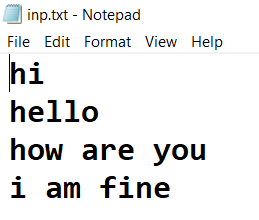 inp.txt - Notepad
File Edit Format View Help
hi
hello
how are you
i am fine